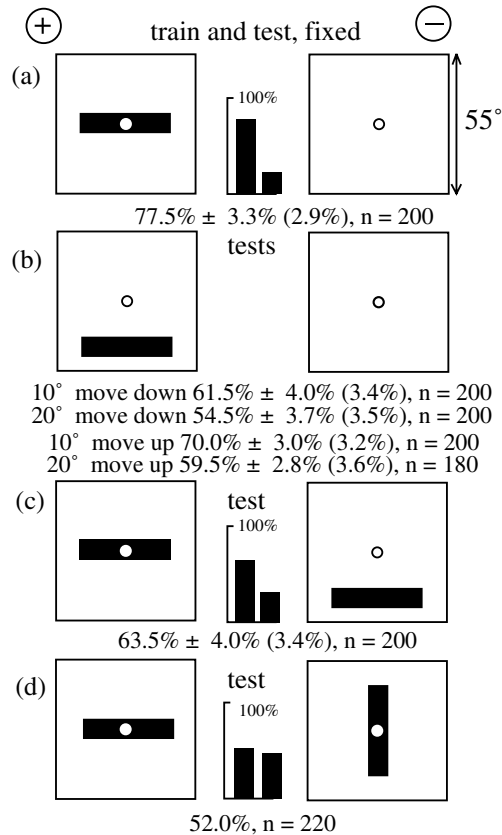 + train and test, fixed −
(a)
100%
55°
77.5% ± 3.3% (2.9%), n = 200
(b)
tests
10° move down 61.5% ± 4.0% (3.4%), n = 200
20° move down 54.5% ± 3.7% (3.5%), n = 200
10° move up 70.0% ± 3.0% (3.2%), n = 200
20° move up 59.5% ± 2.8% (3.6%), n = 180
(c)
test
100%
63.5% ± 4.0% (3.4%), n = 200
(d)
test
100%
52.0%, n = 220